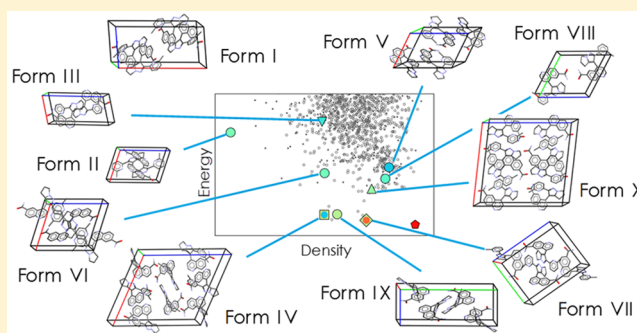 Form I
Form V
Form VIII
Form III
Form II
Form X
Energy
Density
Form VI
Form IV
Form IX
Form VII